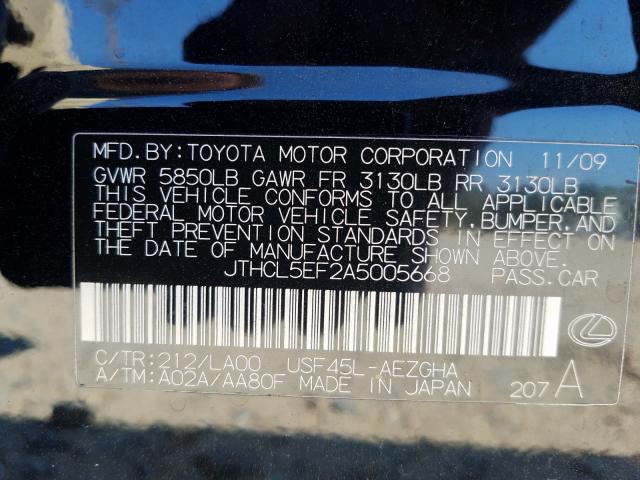 MFD.BY:TOYOTA MOTOR CORPORATION 11/09
GVWR 5850LB GAWR FR 3130LB RR 3130LB
THIS VEHICLE CONFORMS TO ALL APPLICABLE
FEDERAL MOTOR VEHICLE SAFETY,BUMPER,AND
THEFT PREVENTION STANDARDS IN EFFECT ON
THE DATE OF MANUFACTURE SHOWN ABOVE.
JTHCL5EF2A5005668 PASS.CAR
C/TR:212/LA00 USF45L-AEZGHA
A/TM:A02A/AA80F MADE IN JAPAN 207A